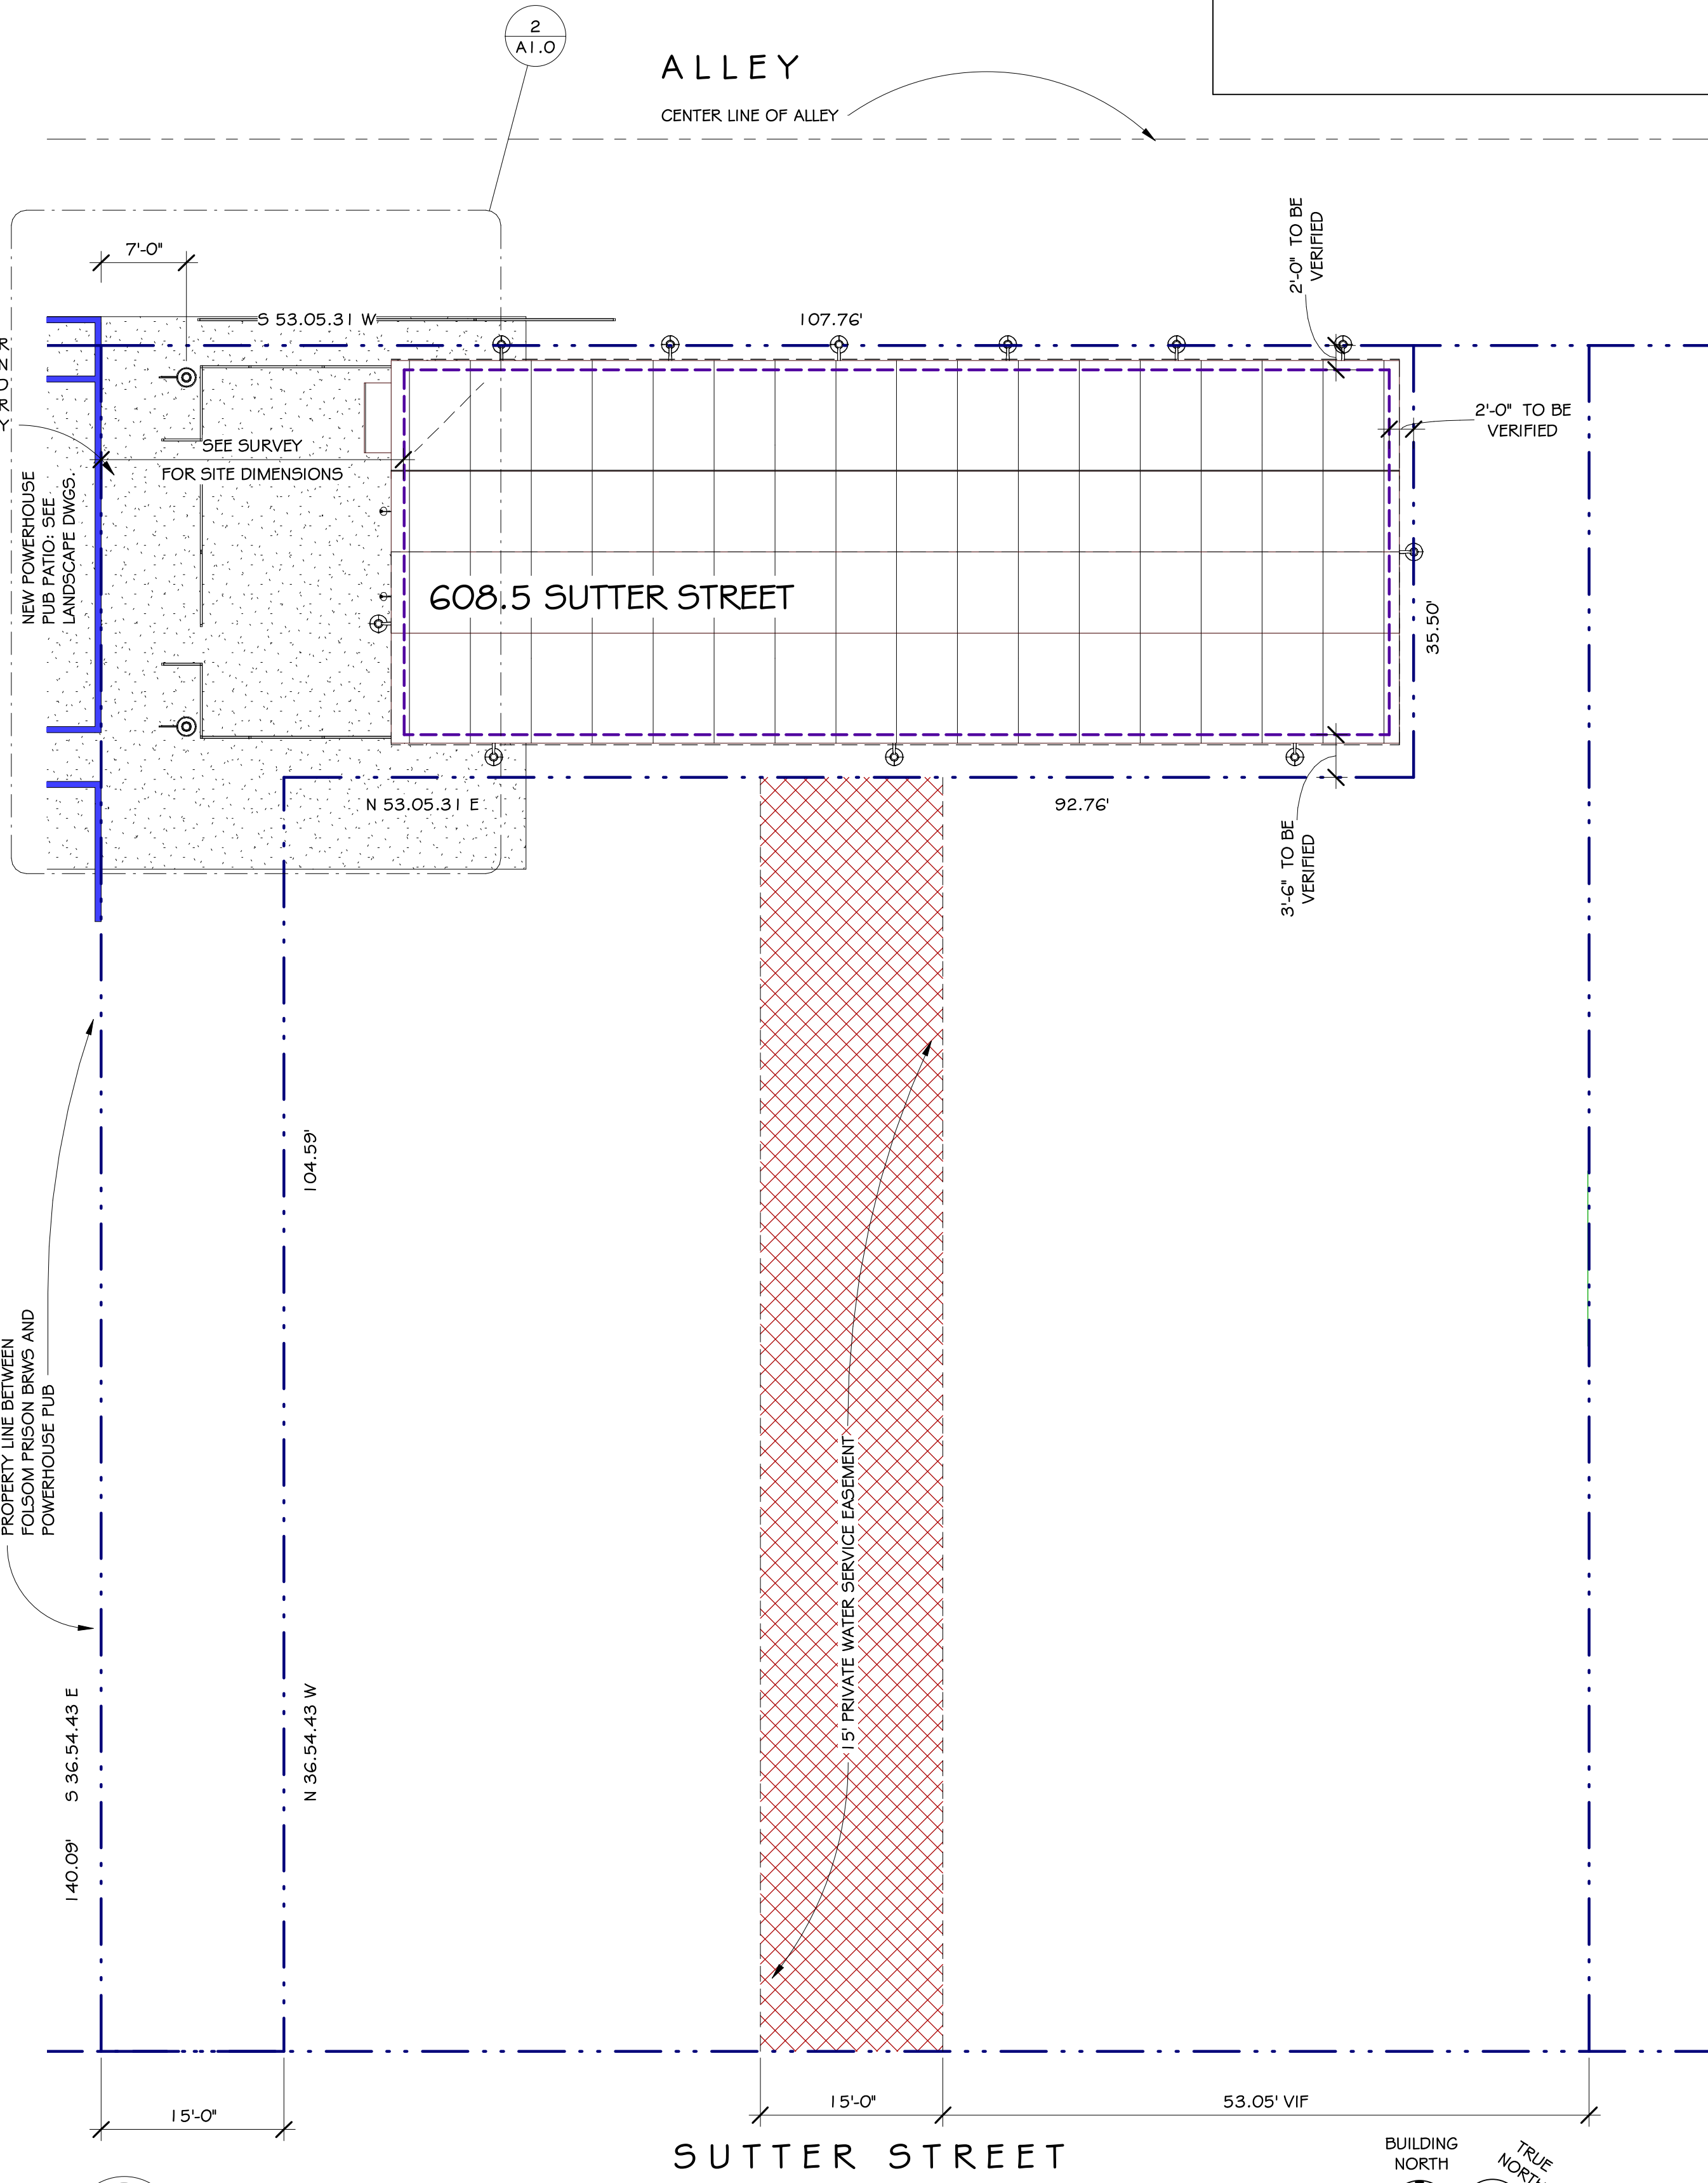 2
A1.0
ALLEY
CENTER LINE OF ALLEY
7'-0"
2'-0" TO BE
VERIFIED
S 53.05.31 W
107.76'
2'-0" TO BE
VERIFIED
SEE SURVEY
FOR SITE DIMENSIONS
NEW POWERHOUSE
PUB PATIO: SEE
LANDSCAPE DWGS.
608.5 SUTTER STREET
35.50'
N 53.05.31 E
92.76'
3'-6" TO BE
VERIFIED
104.59'
PROPERTY LINE BETWEEN
FOLSOM PRISON BRWS AND
POWERHOUSE PUB
15' PRIVATE WATER SERVICE EASEMENT
S 36.54.43 E
N 36.54.43 W
140.09'
15'-0"
15'-0"
53.05' VIF
SUTTER STREET
BUILDING
NORTH
TRUE
NORTH